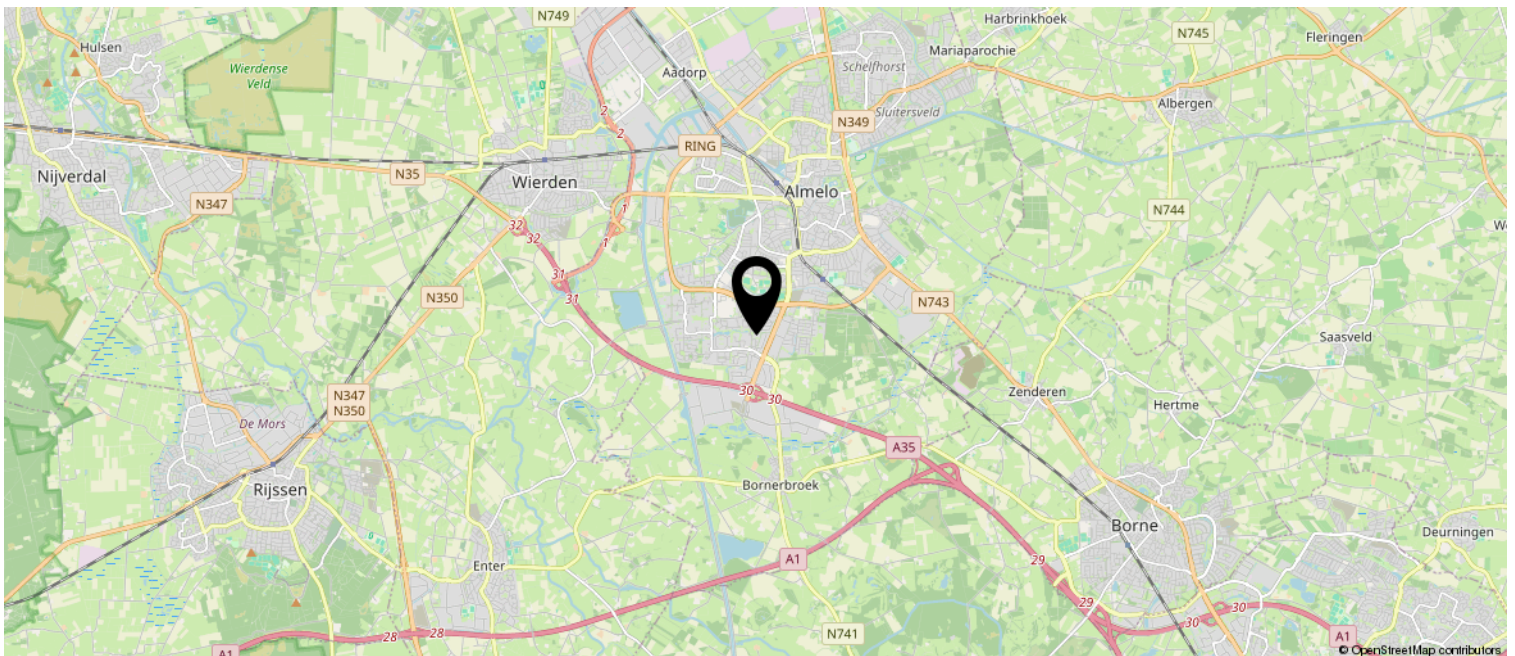 N749
Harbrinkhoek
N745
Fleringen
Hulsen
Mariaparochie
Wierdense
Veld
Aadorp
Schelfhorst
Albergen
2
2
Sluitersveld
N349
RING
Nijverdal
N35
Wierden
Almelo
N347
1
N744
32
32
1
31
31
N350
N743
Saasveld
N347
N350
30
30
Zenderen
Hertme
De Mors
A35
Rijssen
Bornerbroek
Borne
Deurningen
A1
29
Enter
29
30
28
28
30
N741
A1
A1
© OpenStreetMap contributors